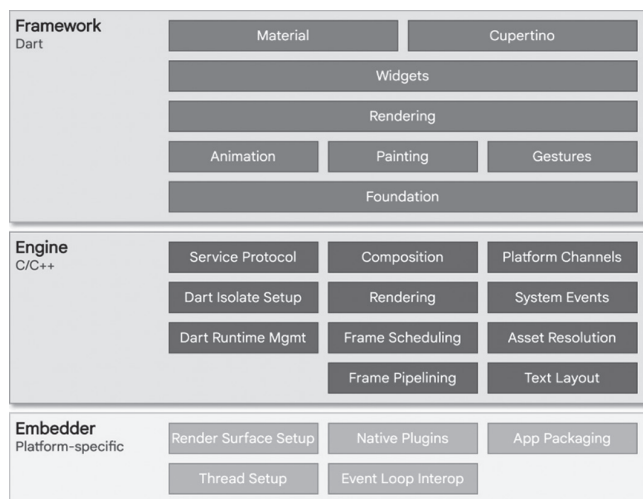 Framework
Dart
Material
Cupertino
Widgets
Rendering
Animation
Painting
Gestures
Foundation
Engine
C/C++
Service Protocol
Composition
Platform Channels
Dart Isolate Setup
Rendering
System Events
Dart Runtime Mgmt
Frame Scheduling
Asset Resolution
Frame Pipelining
Text Layout
Embedder
Platform-specific
Render Surface Setup
Native Plugins
App Packaging
Thread Setup
Event Loop Interop